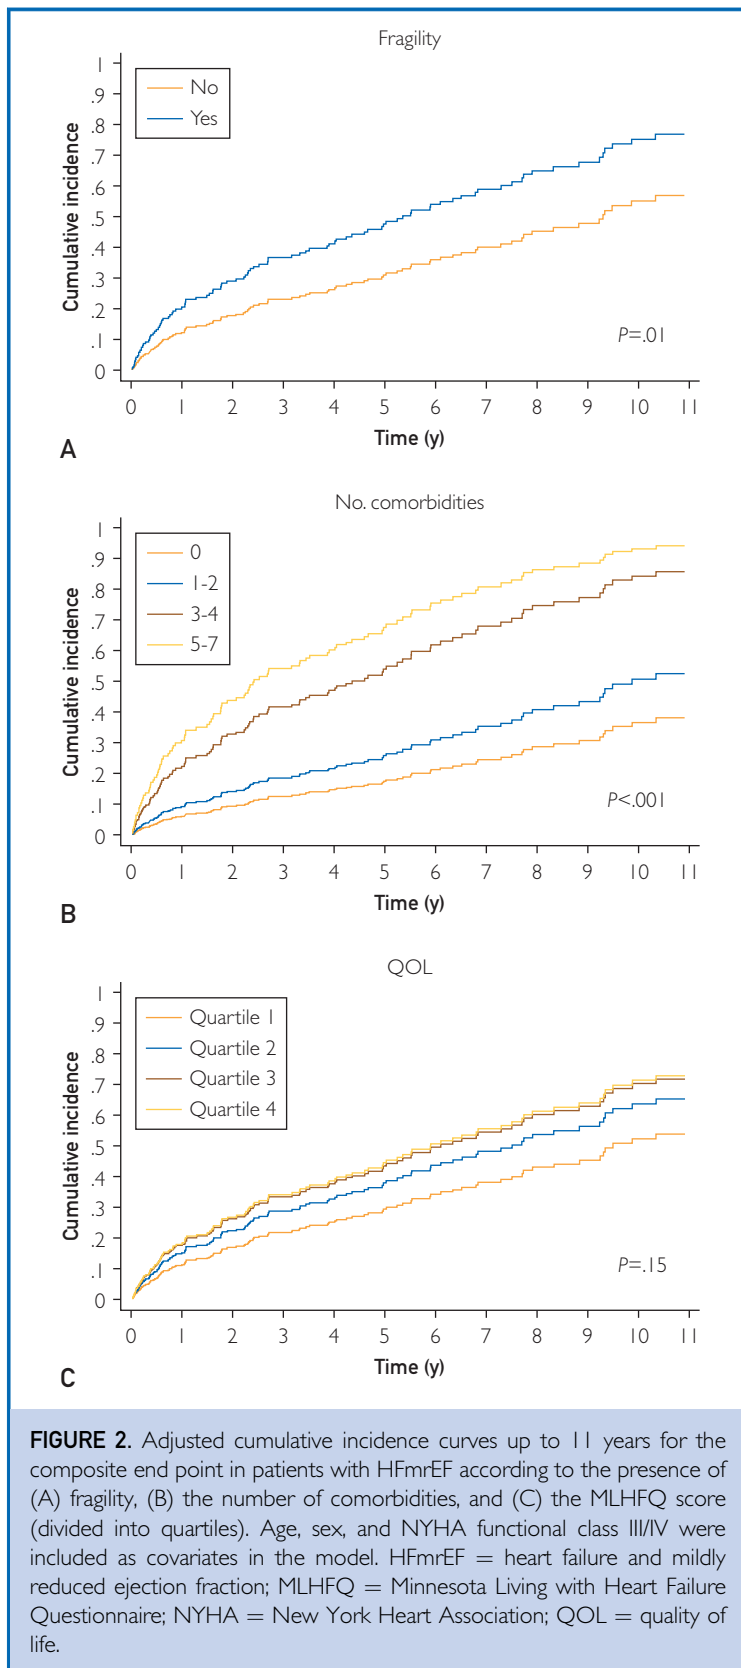 Fragility
1
.9
.8
.7
.6
.5
.4
.3
.2
.1
0
Cumulative incidence
No
Yes
P=.01
0 1 2 3 4 5 6 7 8 9 10 11
Time (y)
A
No. comorbidities
1
.9
.8
.7
.6
.5
.4
.3
.2
.1
0
Cumulative incidence
0
1-2
3-4
5-7
P<.001
0 1 2 3 4 5 6 7 8 9 10 11
Time (y)
B
QOL
1
.9
.8
.7
.6
.5
.4
.3
.2
.1
0
Cumulative incidence
Quartile 1
Quartile 2
Quartile 3
Quartile 4
P=.15
0 1 2 3 4 5 6 7 8 9 10 11
Time (y)
C
FIGURE 2. Adjusted cumulative incidence curves up to 11 years for the
composite end point in patients with HFmrEF according to the presence of
(A) fragility, (B) the number of comorbidities, and (C) the MLHFQ score
(divided into quartiles). Age, sex, and NYHA functional class III/IV were
included as covariates in the model. HFmrEF = heart failure and mildly
reduced ejection fraction; MLHFQ = Minnesota Living with Heart Failure
Questionnaire; NYHA = New York Heart Association; QOL = quality of
life.